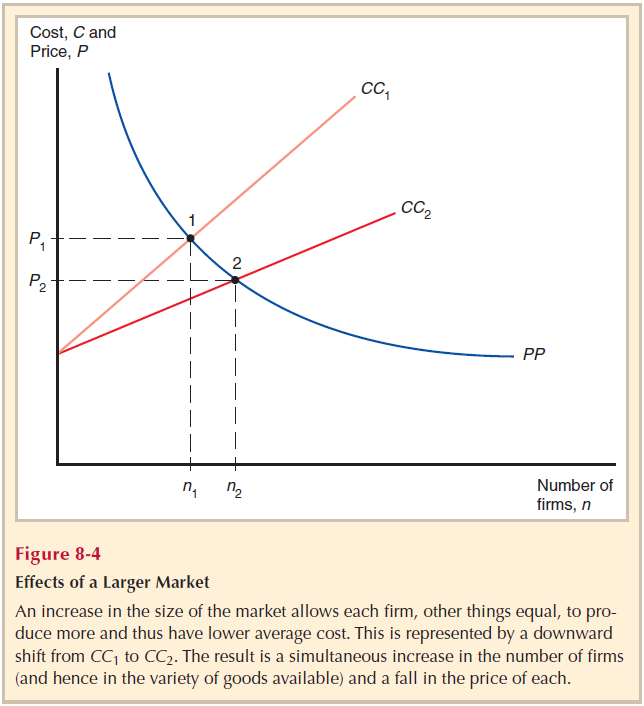 Cost, C and
Price, P
CC1
CC2
1
P1
2
P2
PP
n1 n2
Number of
firms, n
Figure 8-4
Effects of a Larger Market
An increase in the size of the market allows each firm, other things equal, to pro-
duce more and thus have lower average cost. This is represented by a downward
shift from CC1 to CC2. The result is a simultaneous increase in the number of firms
(and hence in the variety of goods available) and a fall in the price of each.